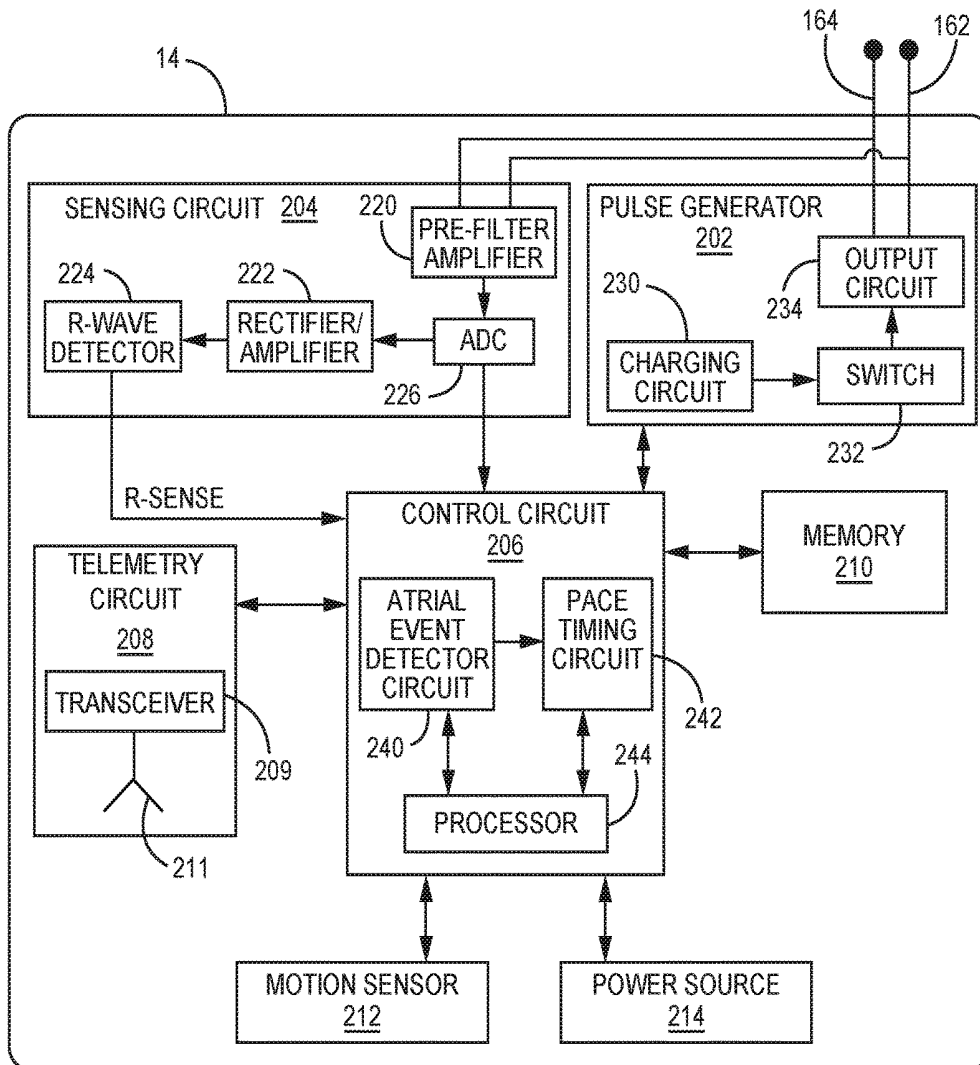 164
162
14
SENSING CIRCUIT 204
220
PRE-FILTER
AMPLIFIER
224
222
R-WAVE
DETECTOR
RECTIFIER/
AMPLIFIER
ADC
226
PULSE GENERATOR
202
230
234
OUTPUT
CIRCUIT
CHARGING
CIRCUIT
SWITCH
232
R-SENSE
CONTROL CIRCUIT
206
MEMORY
210
TELEMETRY
CIRCUIT
208
TRANSCEIVER
209
211
ATRIAL
EVENT
DETECTOR
CIRCUIT
PACE
TIMING
CIRCUIT
242
240
244
PROCESSOR
MOTION SENSOR
212
POWER SOURCE
214